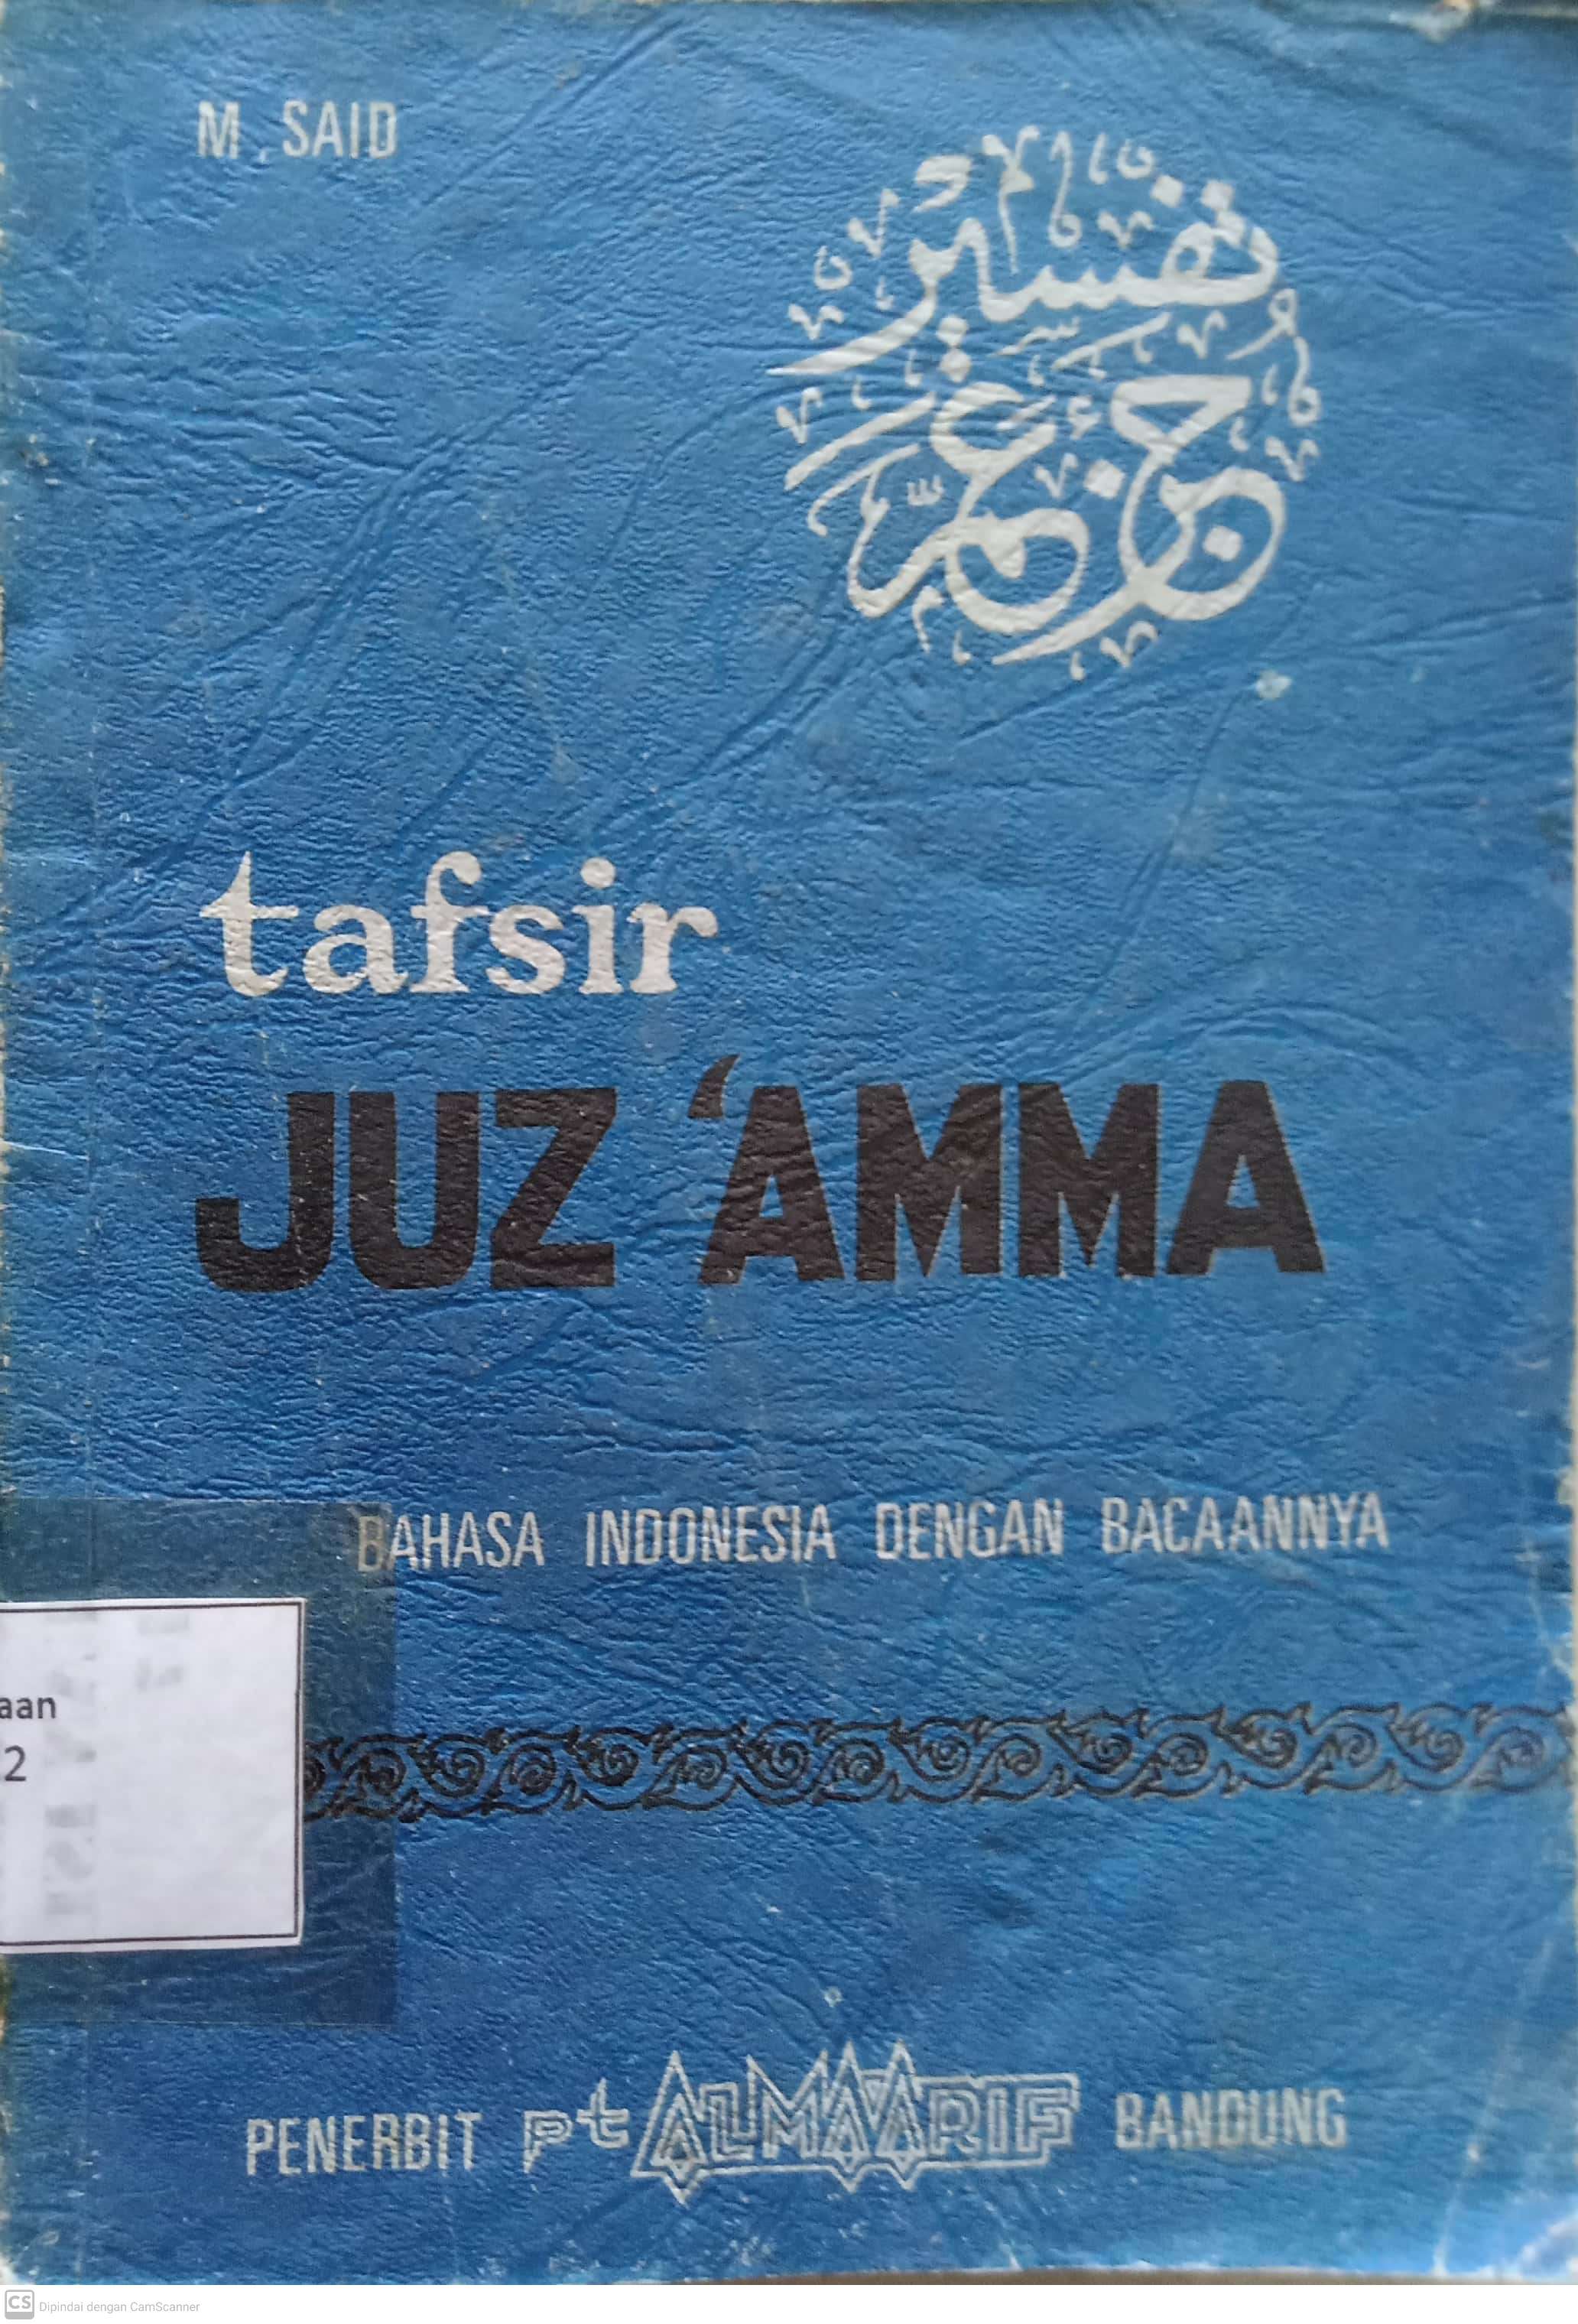 M. SAID
تفسير
جزء عم
tafsir
JUZ 'AMMA
BAHASA INDONESIA DENGAN BACAANNYA
aan
2
PENERBIT pt ALMAARIF BANDUNG
CS Dipindai dengan CamScanner